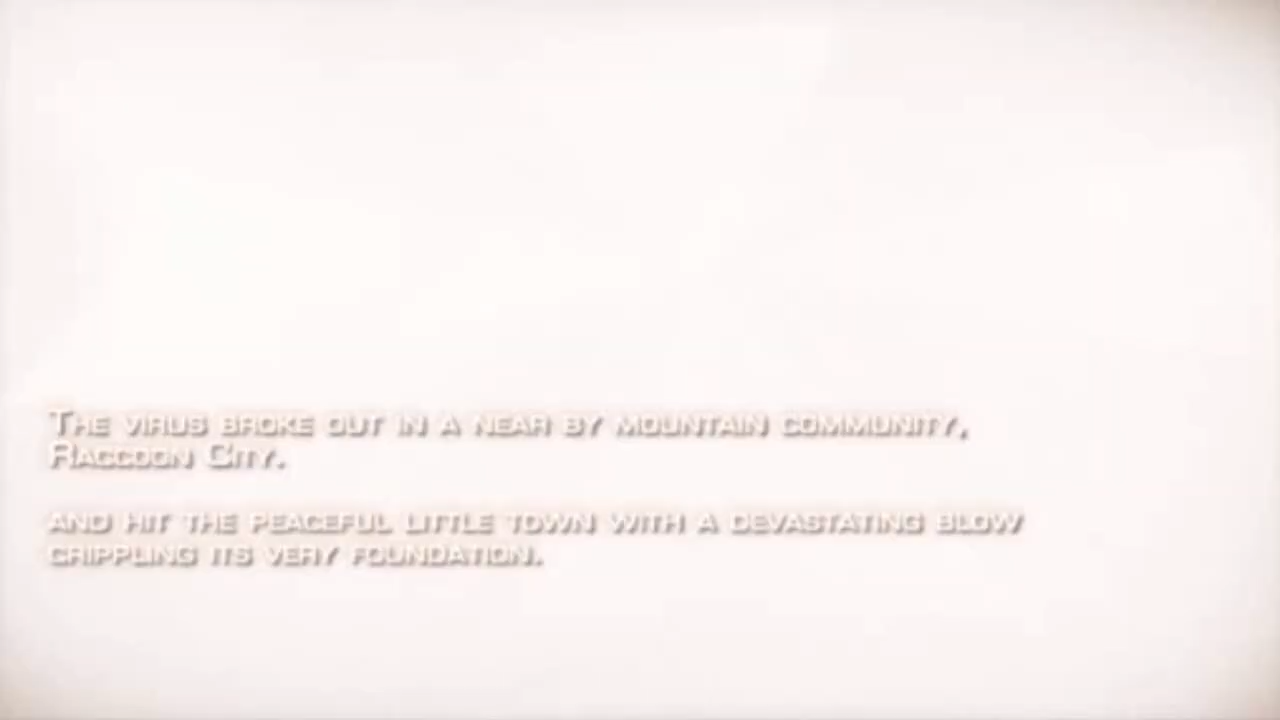 The virus broke out in a near by mountain community,
Raccoon City.
and hit the peaceful little town with a devastating blow
crippling its very foundation.